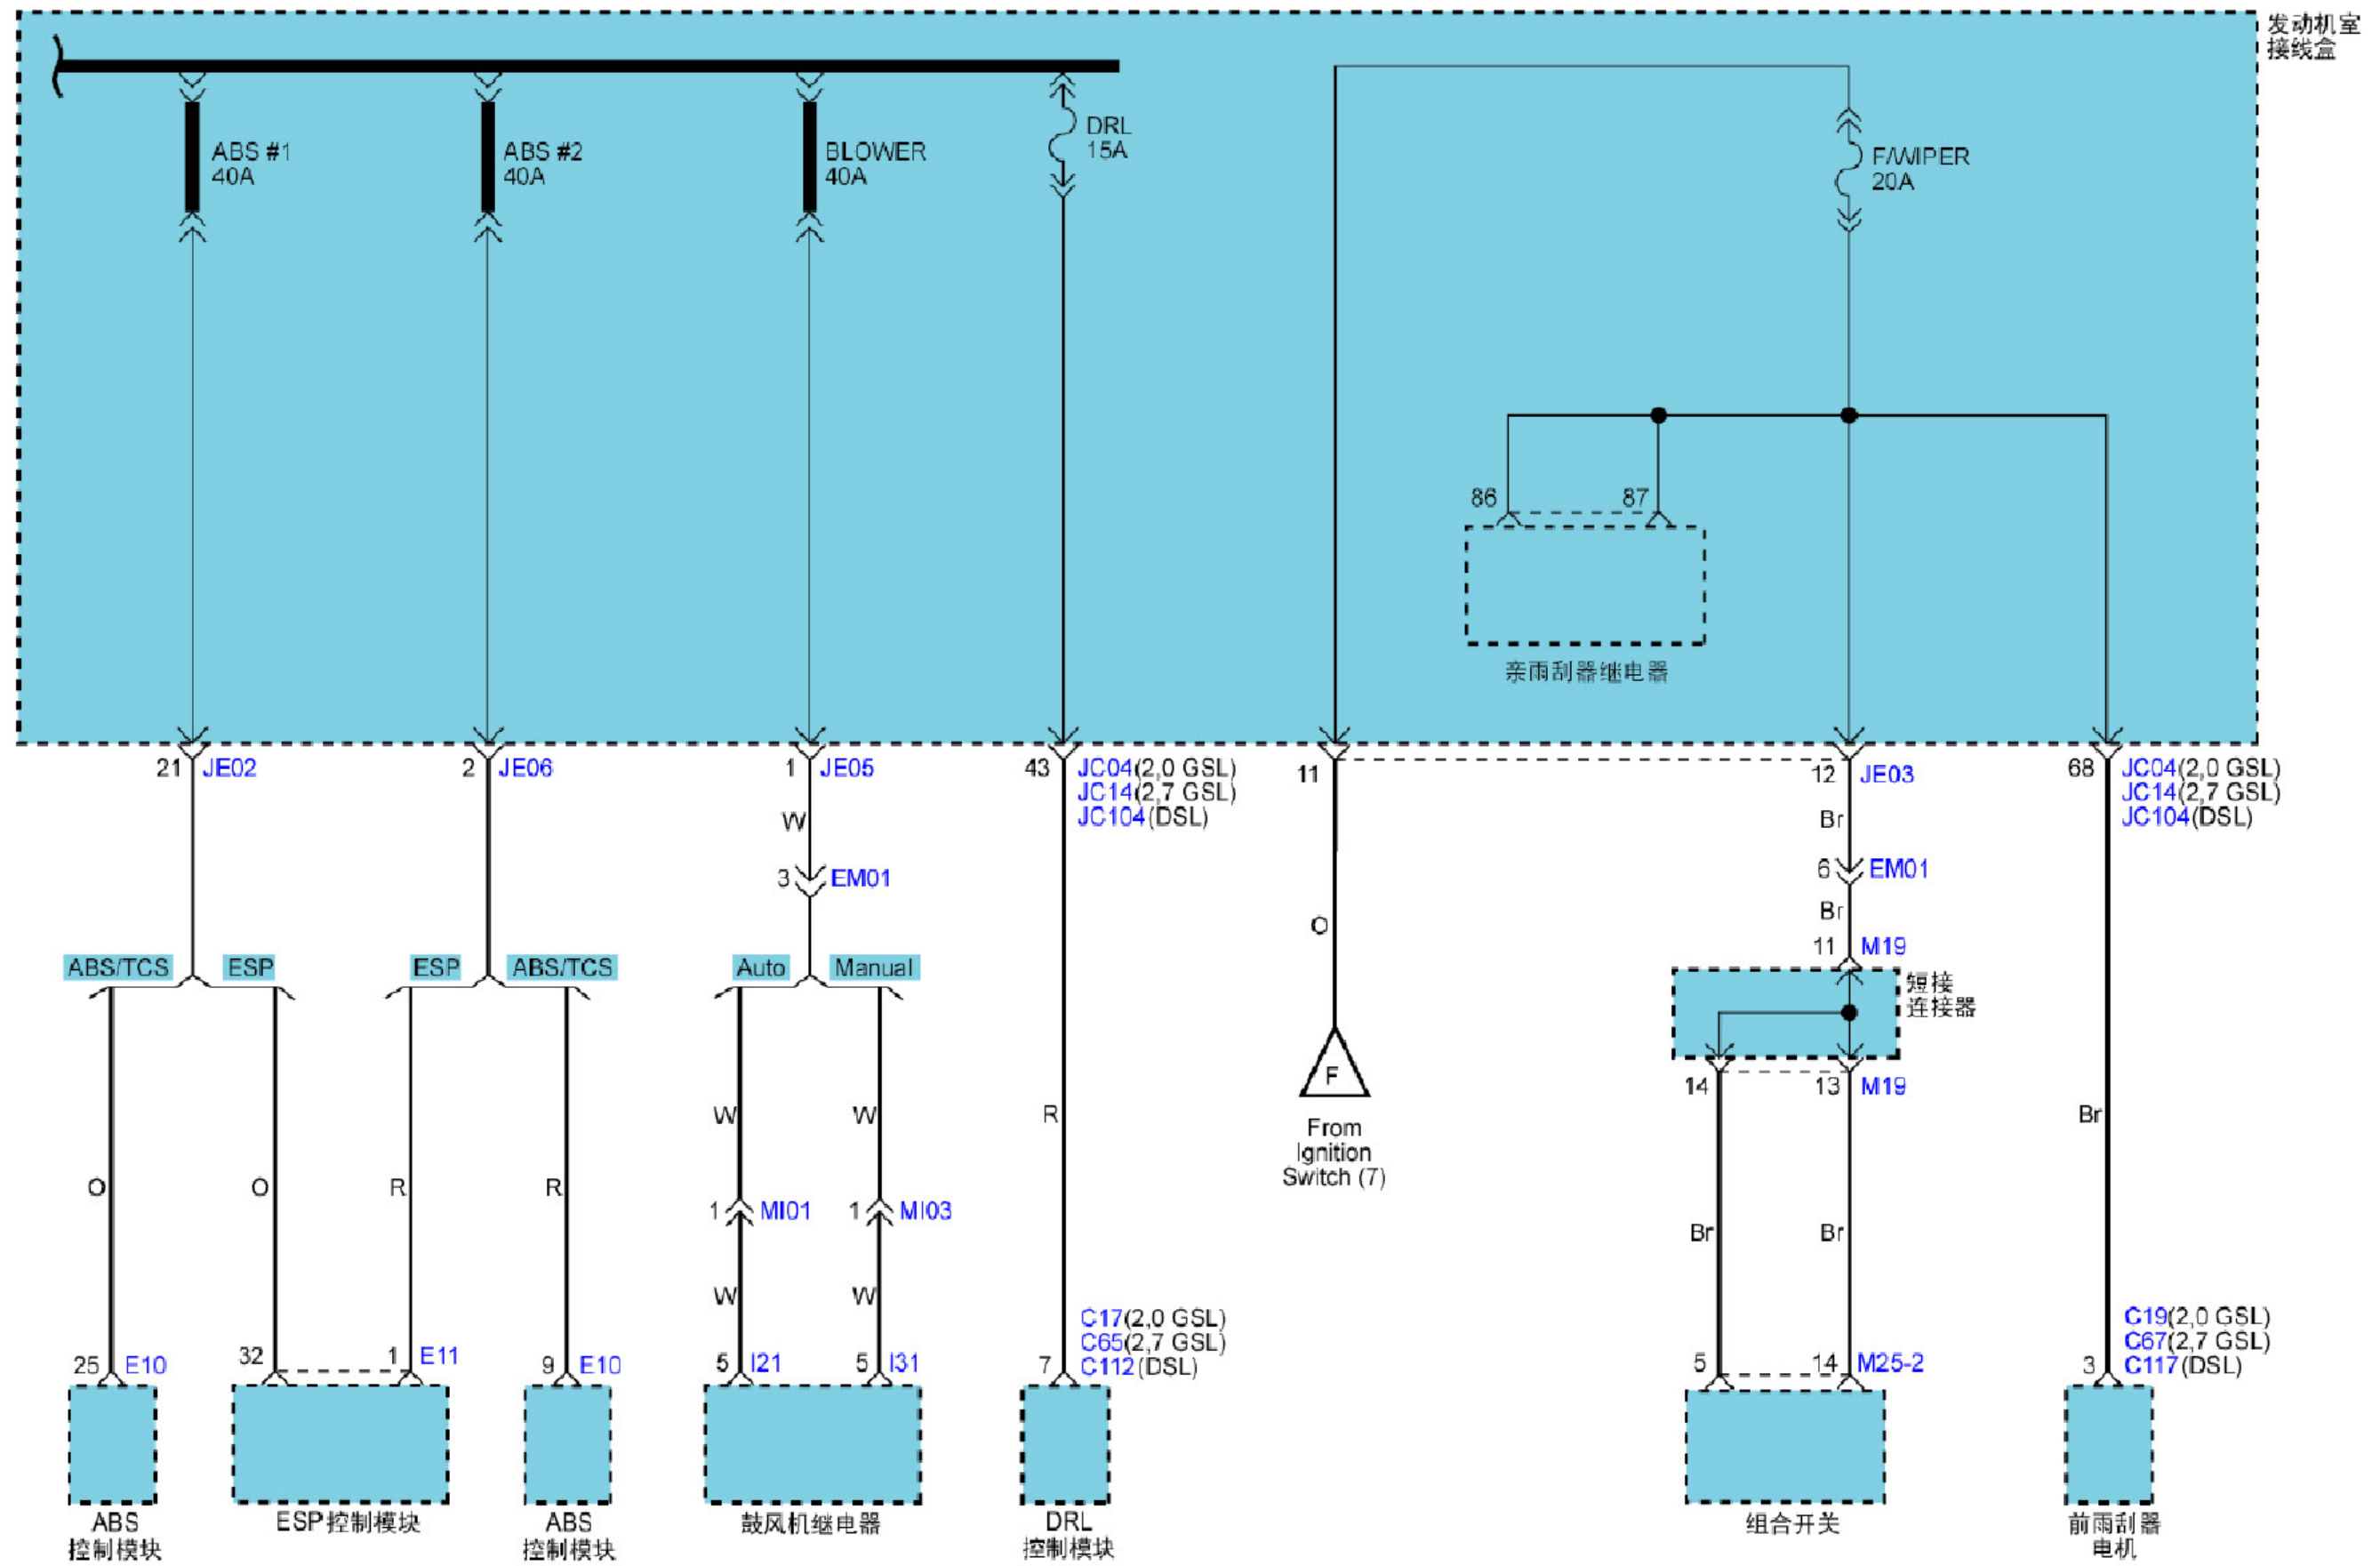 发动机室
接线盒
ABS #1
40A
ABS #2
40A
BLOWER
40A
DRL
15A
F/WIPER
20A
86
87
亲雨刮器继电器
21 JE02
2 JE06
1 JE05
43 JC04(2,0 GSL)
JC14(2,7 GSL)
JC104(DSL)
11
12 JE03
68 JC04(2,0 GSL)
JC14(2,7 GSL)
JC104(DSL)
W
Br
3 EM01
6 EM01
O
Br
11 M19
ABS/TCS
ESP
ESP
ABS/TCS
Auto
Manual
短接
连接器
F
14
13 M19
W
W
R
Br
From
Ignition
Switch (7)
O
O
R
R
1 MI01
1 MI03
Br
Br
W
W
25 E10
32
1 E11
9 E10
5 I21
5 I31
C17(2,0 GSL)
C65(2,7 GSL)
7 C112(DSL)
5
14 M25-2
C19(2,0 GSL)
C67(2,7 GSL)
3 C117(DSL)
ABS
控制模块
ESP控制模块
ABS
控制模块
鼓风机继电器
DRL
控制模块
组合开关
前雨刮器
电机